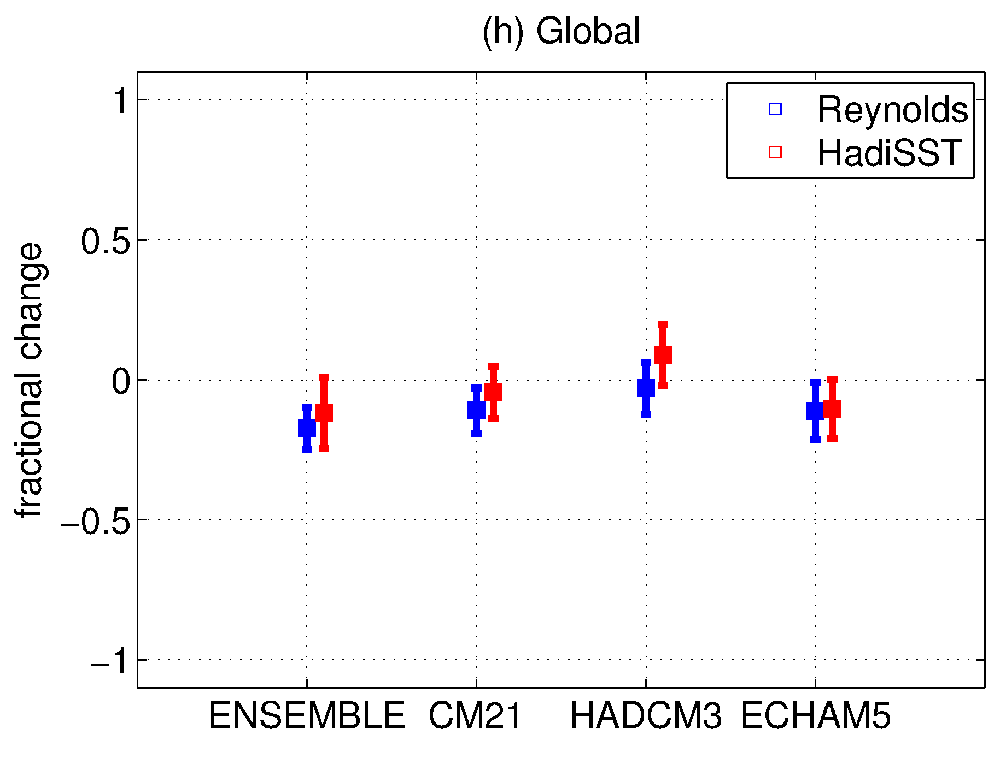 (h) Global
Reynolds
HadiSST
fractional change
1
0.5
0
−0.5
−1
ENSEMBLE CM21 HADCM3 ECHAM5